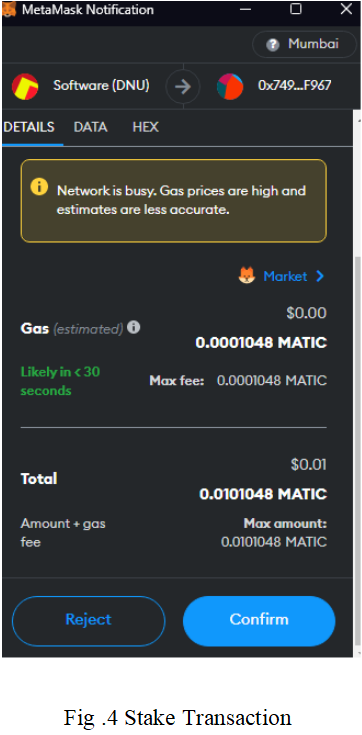 MetaMask Notification
Mumbai
Software (DNU)
0x749...F967
DETAILS DATA HEX
Network is busy. Gas prices are high and
estimates are less accurate.
Market
$0.00
Gas (estimated)
0.0001048 MATIC
Likely in < 30
seconds
Max fee: 0.0001048 MATIC
$0.01
Total
0.0101048 MATIC
Amount + gas
fee
Max amount:
0.0101048 MATIC
Reject
Confirm
Fig .4 Stake Transaction